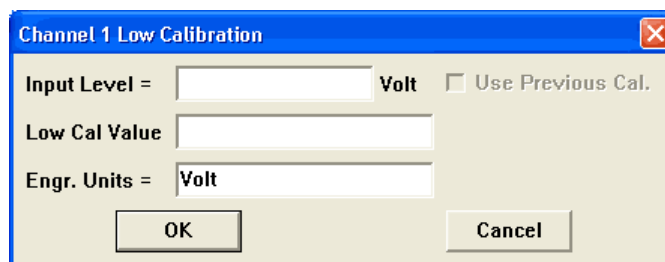 Channel 1 Low Calibration
Input Level = Volt Use Previous Cal.
Low Cal Value
Engr. Units = Volt
OK Cancel